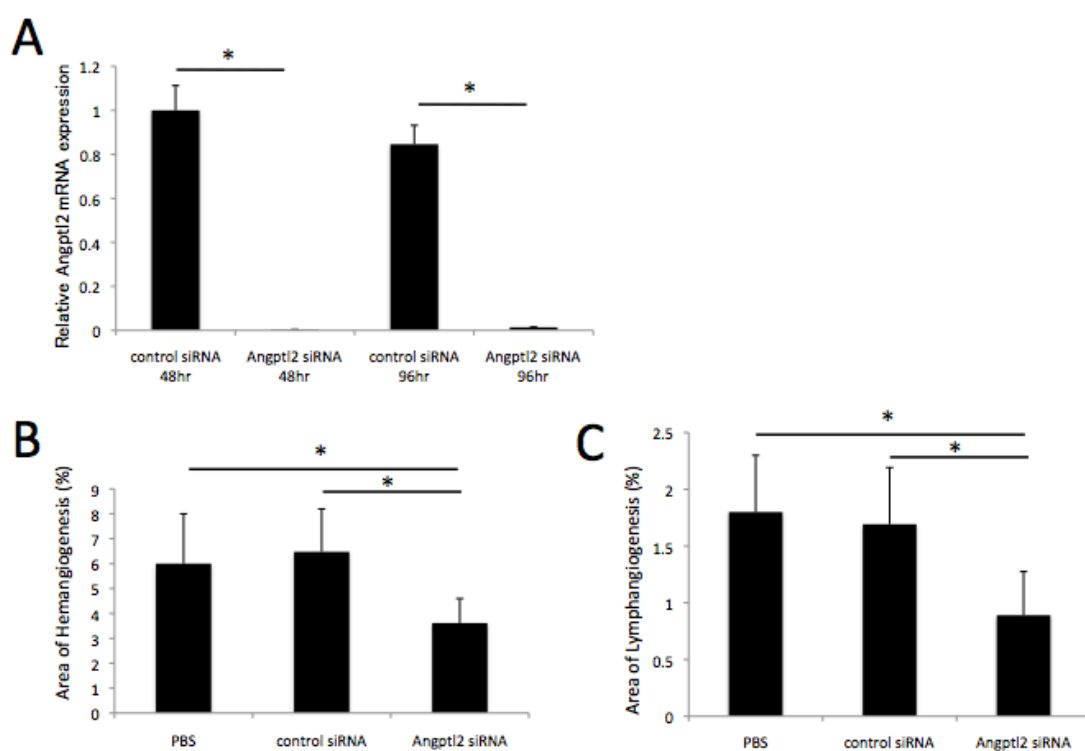 A
*
*
Relative Angptl2 mRNA expression
1.2
1
0.8
0.6
0.4
0.2
0
control siRNA
48hr
Angptl2 siRNA
48hr
control siRNA
96hr
Angptl2 siRNA
96hr
B
*
*
Area of Hemangiogenesis (%)
9
8
7
6
5
4
3
2
1
0
PBS
control siRNA
Angptl2 siRNA
C
*
*
Area of Lymphangiogenesis (%)
2.5
2
1.5
1
0.5
0
PBS
control siRNA
Angptl2 siRNA